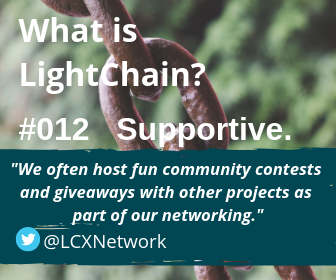 What is
LightChain?
#012 Supportive.
"We often host fun community contests
and giveaways with other projects as
part of our networking."
@LCXNetwork